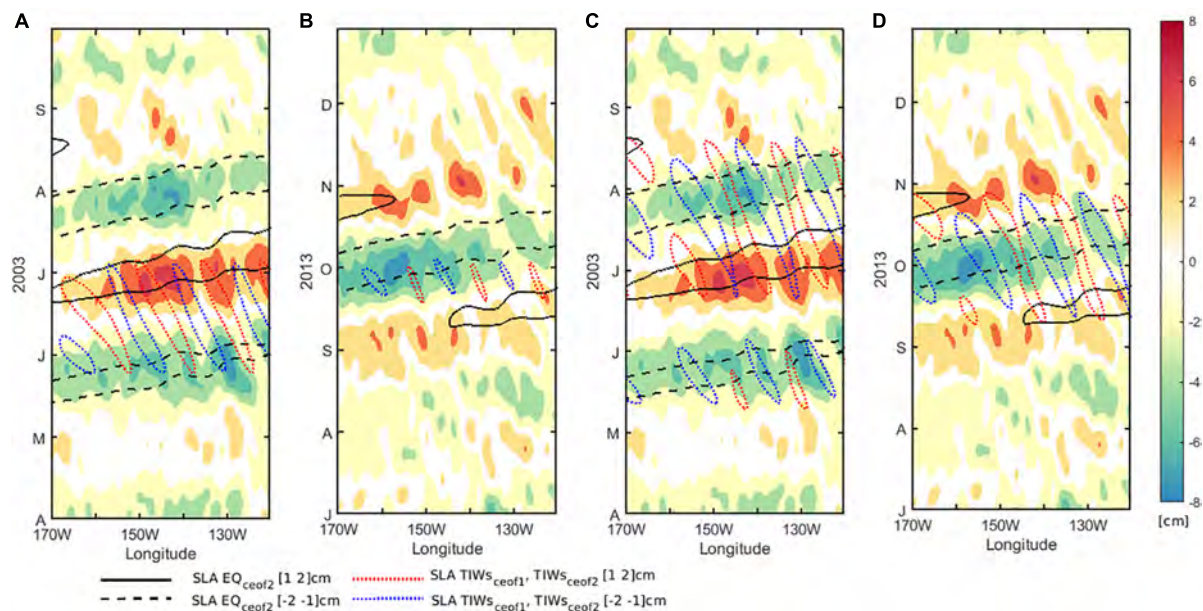 A B C D
S
A
J
J
M
A
2003
170W 150W 130W
Longitude
D
N
O
S
A
J
2013
170W 150W 130W
Longitude
S
A
J
J
M
A
2003
170W 150W 130W
Longitude
D
N
O
S
A
J
2013
170W 150W 130W
Longitude
8
6
4
2
0
-2
-4
-6
-8
[cm]
SLA EQceof2 [1 2]cm
SLA EQceof2 [-2 -1]cm
SLA TIWsceof1, TIWsceof2 [1 2]cm
SLA TIWsceof1, TIWsceof2 [-2 -1]cm